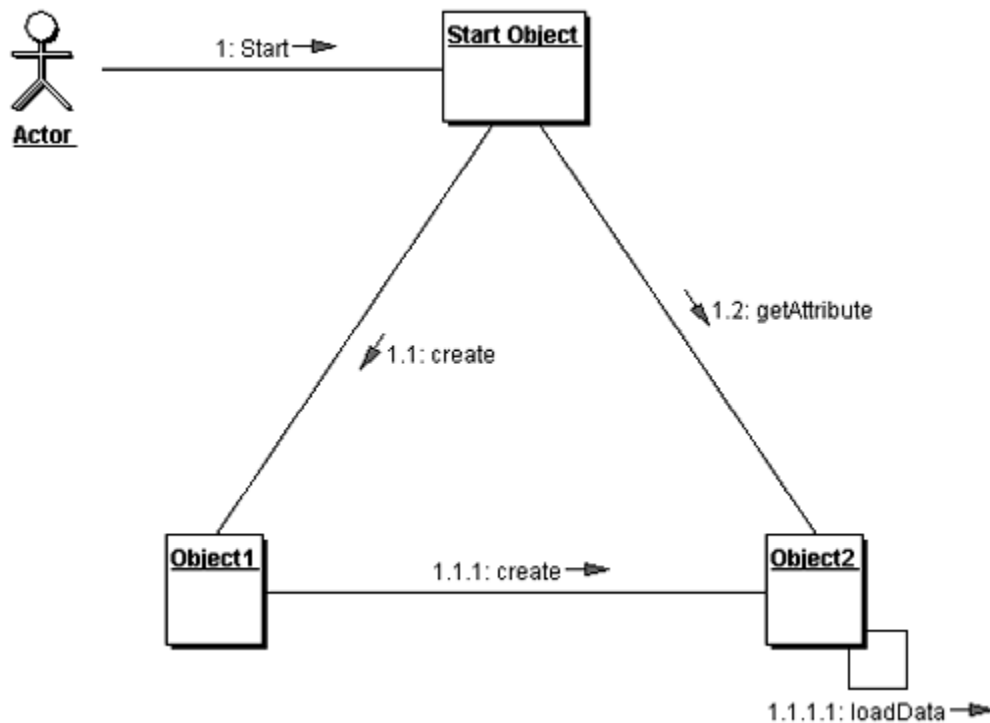 1: Start
Start Object
Actor
1.2: getAttribute
1.1: create
Object1
Object2
1.1.1: create
1.1.1.1: loadData